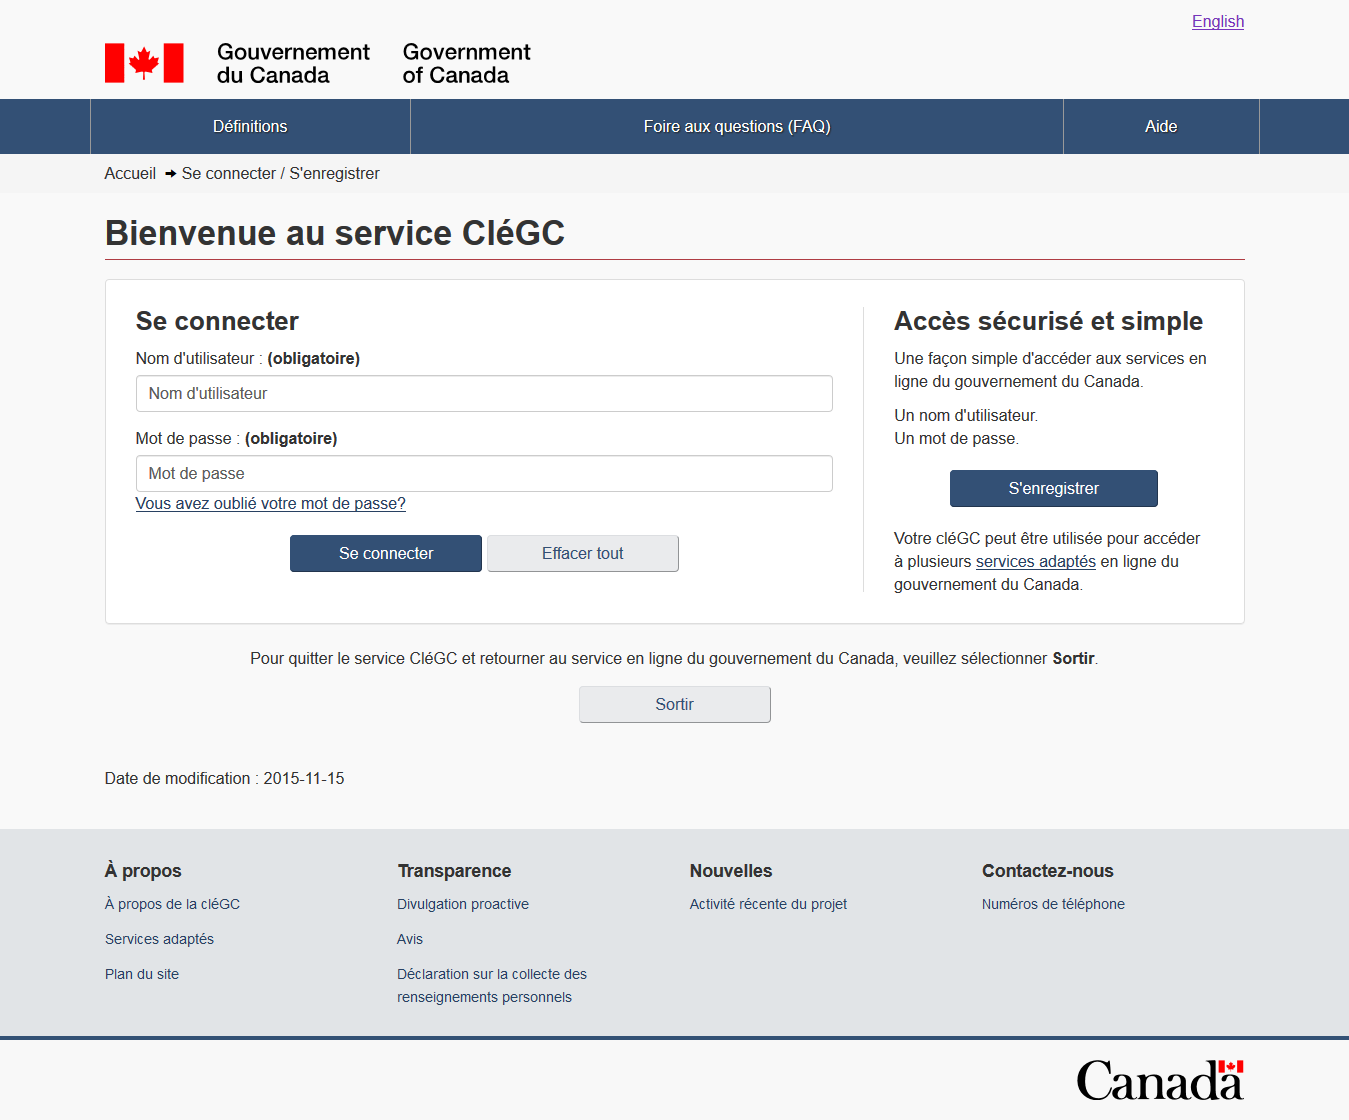 English
Gouvernement
du Canada
Government
of Canada
Définitions
Foire aux questions (FAQ)
Aide
Accueil ➞ Se connecter / S'enregistrer
Bienvenue au service CléGC
Se connecter
Nom d'utilisateur : (obligatoire)
Nom d'utilisateur
Mot de passe : (obligatoire)
Mot de passe
Vous avez oublié votre mot de passe?
Se connecter
Effacer tout
Accès sécurisé et simple
Une façon simple d'accéder aux services en
ligne du gouvernement du Canada.
Un nom d'utilisateur.
Un mot de passe.
S'enregistrer
Votre cléGC peut être utilisée pour accéder
à plusieurs services adaptés en ligne du
gouvernement du Canada.
Pour quitter le service CléGC et retourner au service en ligne du gouvernement du Canada, veuillez sélectionner Sortir.
Sortir
Date de modification : 2015-11-15
À propos
À propos de la cléGC
Services adaptés
Plan du site
Transparence
Divulgation proactive
Avis
Déclaration sur la collecte des
renseignements personnels
Nouvelles
Activité récente du projet
Contactez-nous
Numéros de téléphone
Canada